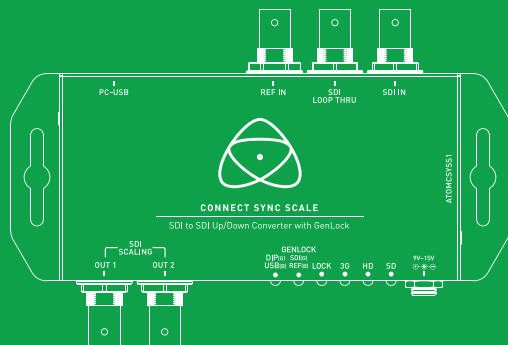 PC-USB
REF IN
SDI
LOOP THRU
SDI IN
ATOMCSYSS1
CONNECT SYNC SCALE
SDI to SDI Up/Down Converter with GenLock
SDI
SCALING
OUT 1
OUT 2
GENLOCK
DIP[G] SDI[G]
USB[R] REF[R] LOCK 3G HD SD
9V-15V